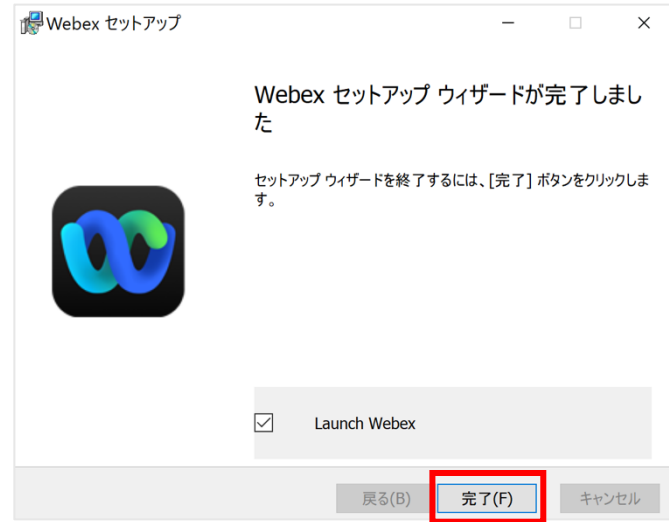 Webex セットアップ
Webex セットアップ ウィザードが完了しまし
た
セットアップ ウィザードを終了するには、[完了] ボタンをクリックしま
す。
Launch Webex
戻る(B) 完了(F) キャンセル